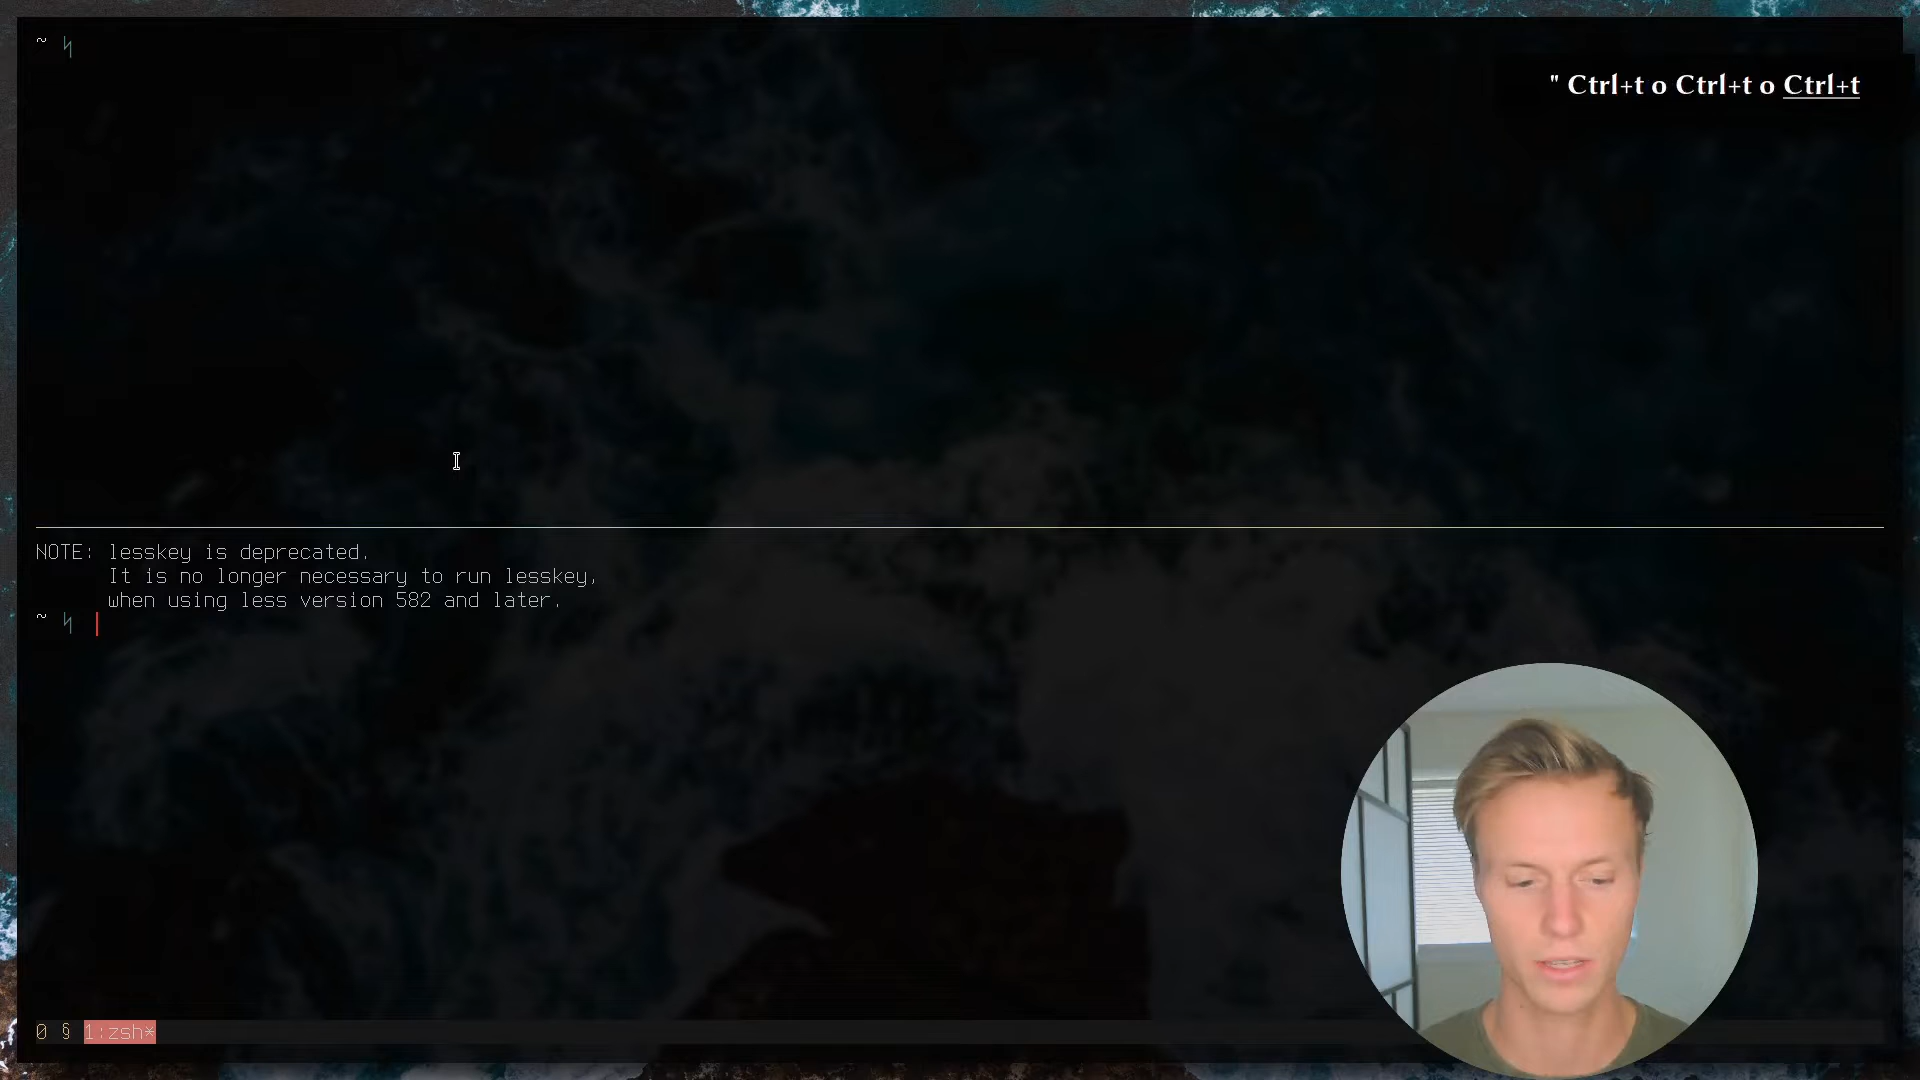 ~ ϟ
" Ctrl+t o Ctrl+t o Ctrl+t
NOTE: lesskey is deprecated.
It is no longer necessary to run lesskey,
when using less version 582 and later.
~ ϟ
0 § 1:zsh*